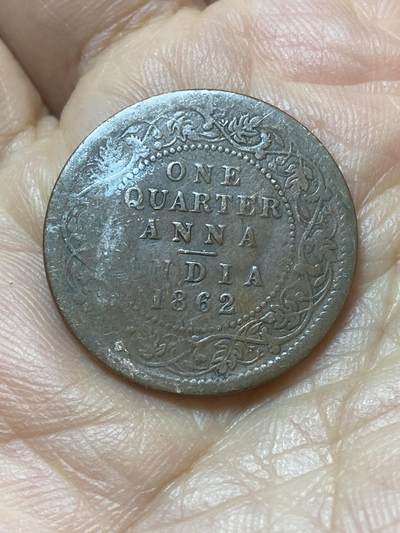 ONE
QUARTER
ANNA
INDIA
1862